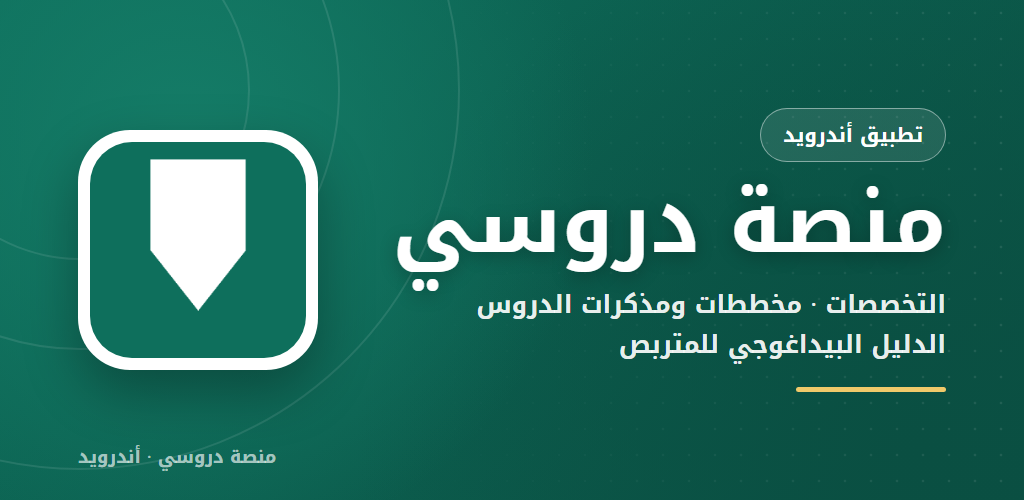 تطبيق أندرويد
منصة دروسي
التخصصات · مخططات ومذكرات الدروس
الدليل البيداغوجي للمتربص
منصة دروسي · أندرويد